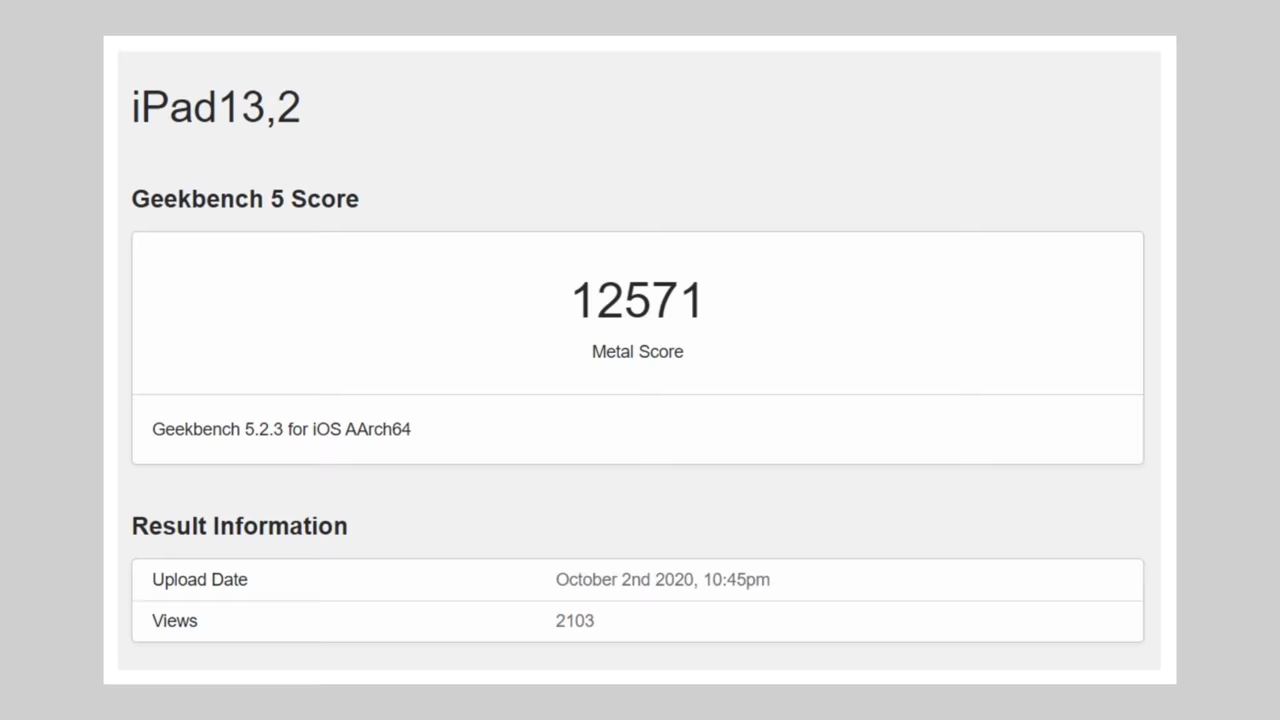 iPad13,2
Geekbench 5 Score
12571
Metal Score
Geekbench 5.2.3 for iOS AArch64
Result Information
Upload Date October 2nd 2020, 10:45pm
Views 2103